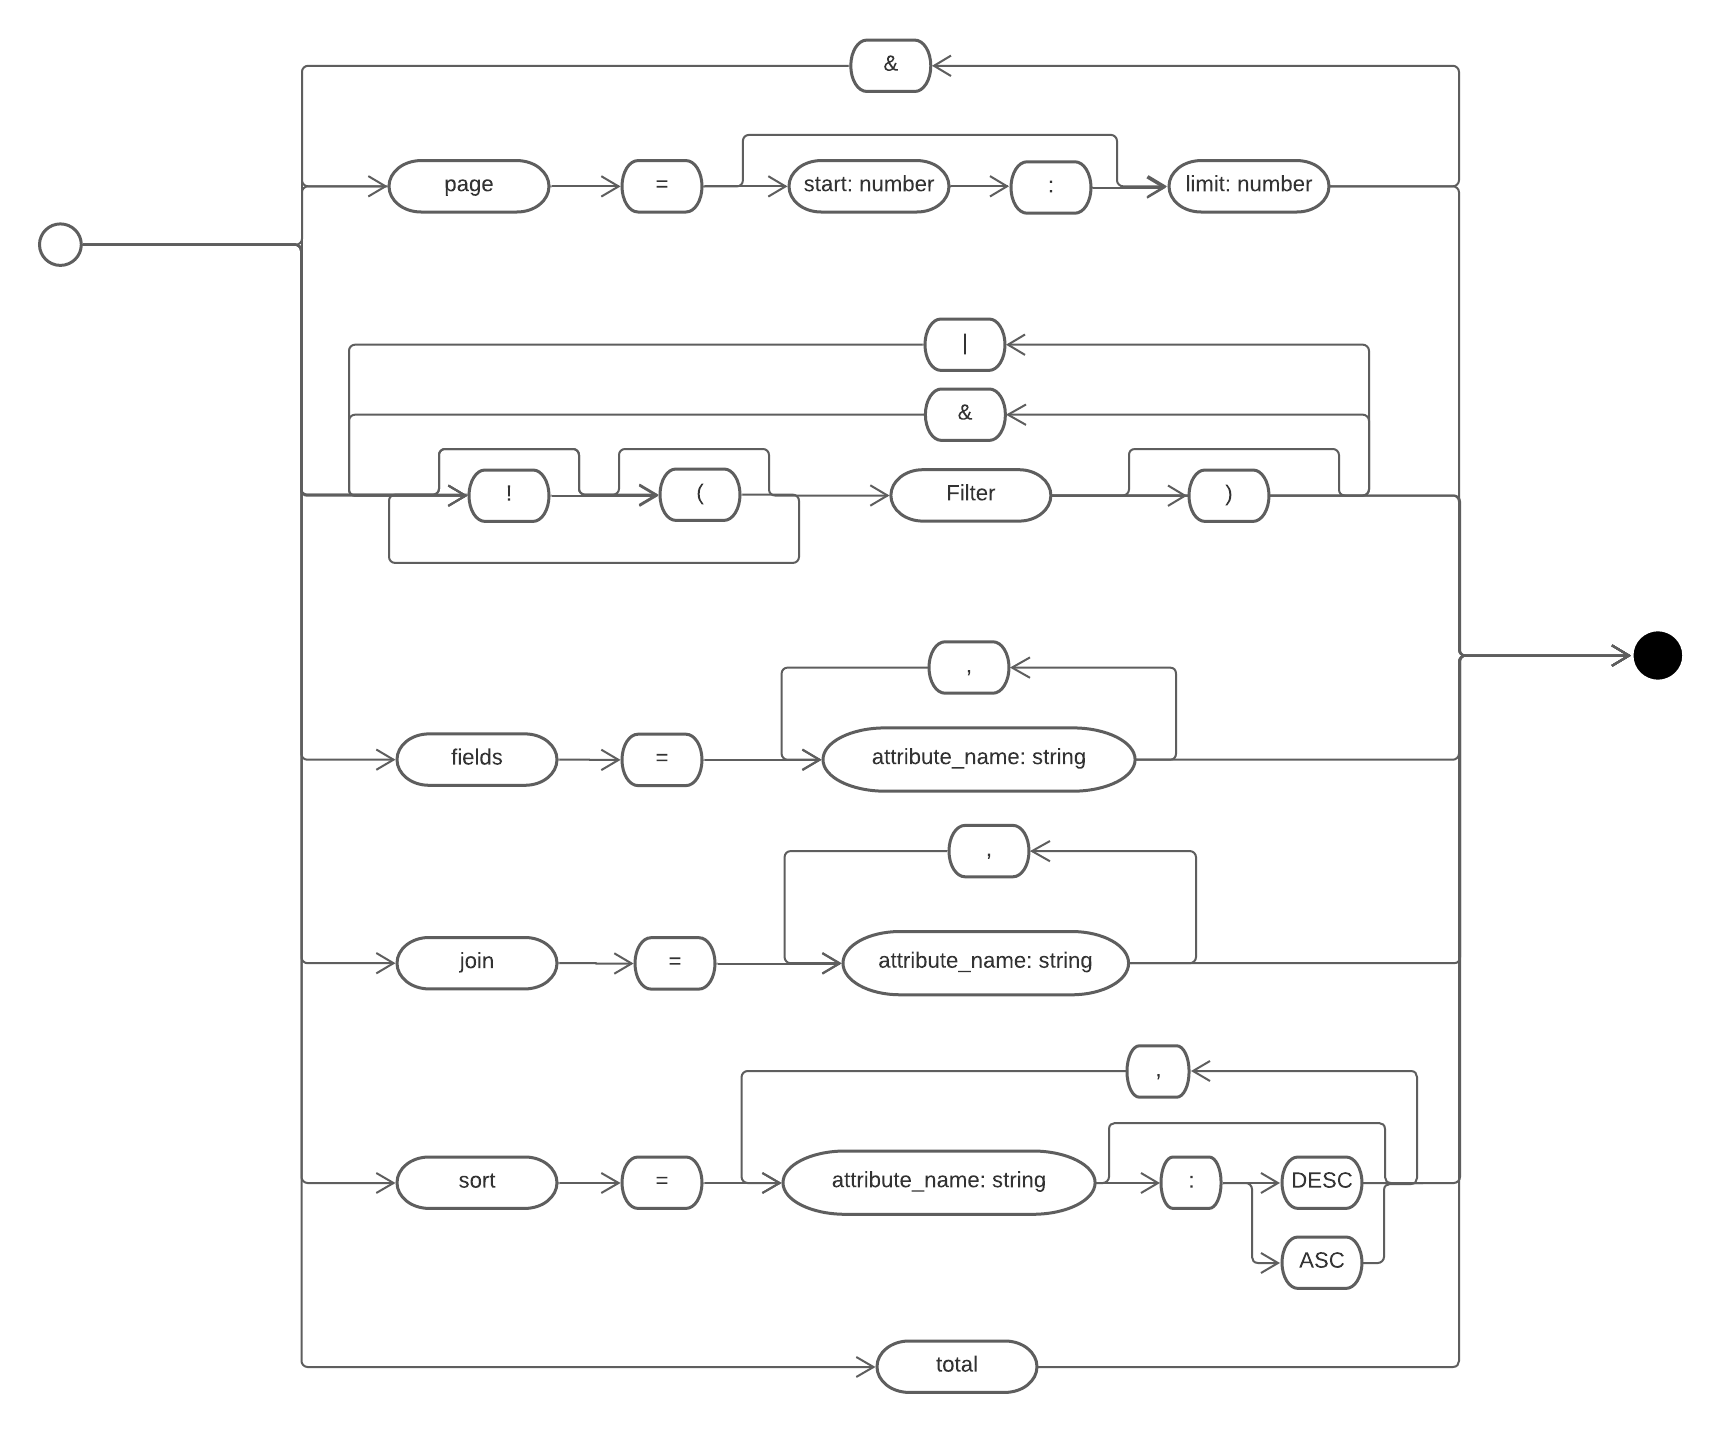 &
page = start: number : limit: number
|
&
! ( Filter )
,
fields = attribute_name: string
,
join = attribute_name: string
,
sort = attribute_name: string : DESC
ASC
total